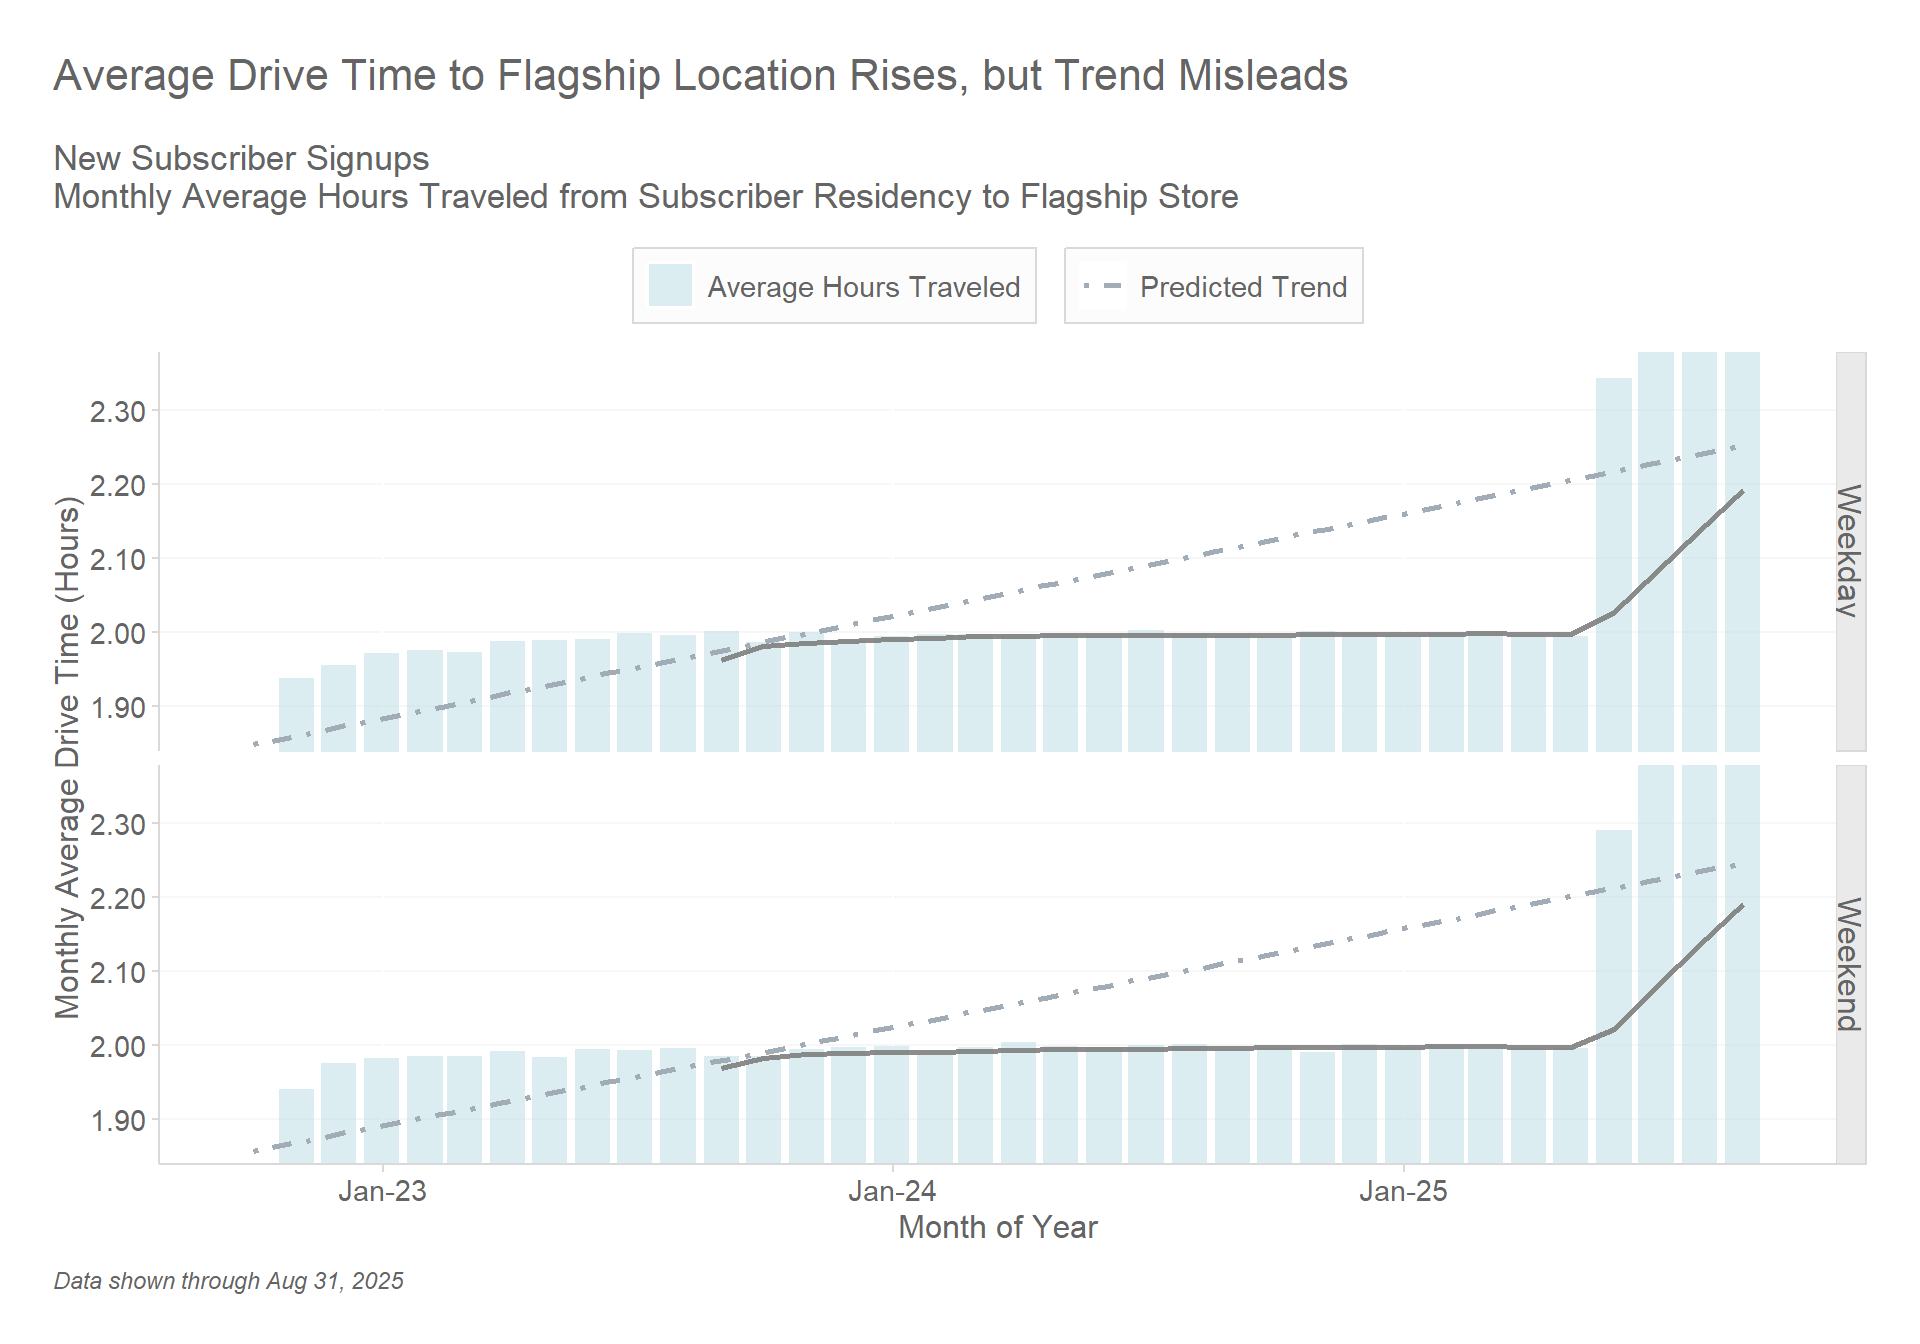 Average Drive Time to Flagship Location Rises, but Trend Misleads
New Subscriber Signups
Monthly Average Hours Traveled from Subscriber Residency to Flagship Store
Average Hours Traveled
Predicted Trend
Monthly Average Drive Time (Hours)
2.30
2.20
2.10
2.00
1.90
Weekday
2.30
2.20
2.10
2.00
1.90
Weekend
Jan-23
Jan-24
Jan-25
Month of Year
Data shown through Aug 31, 2025